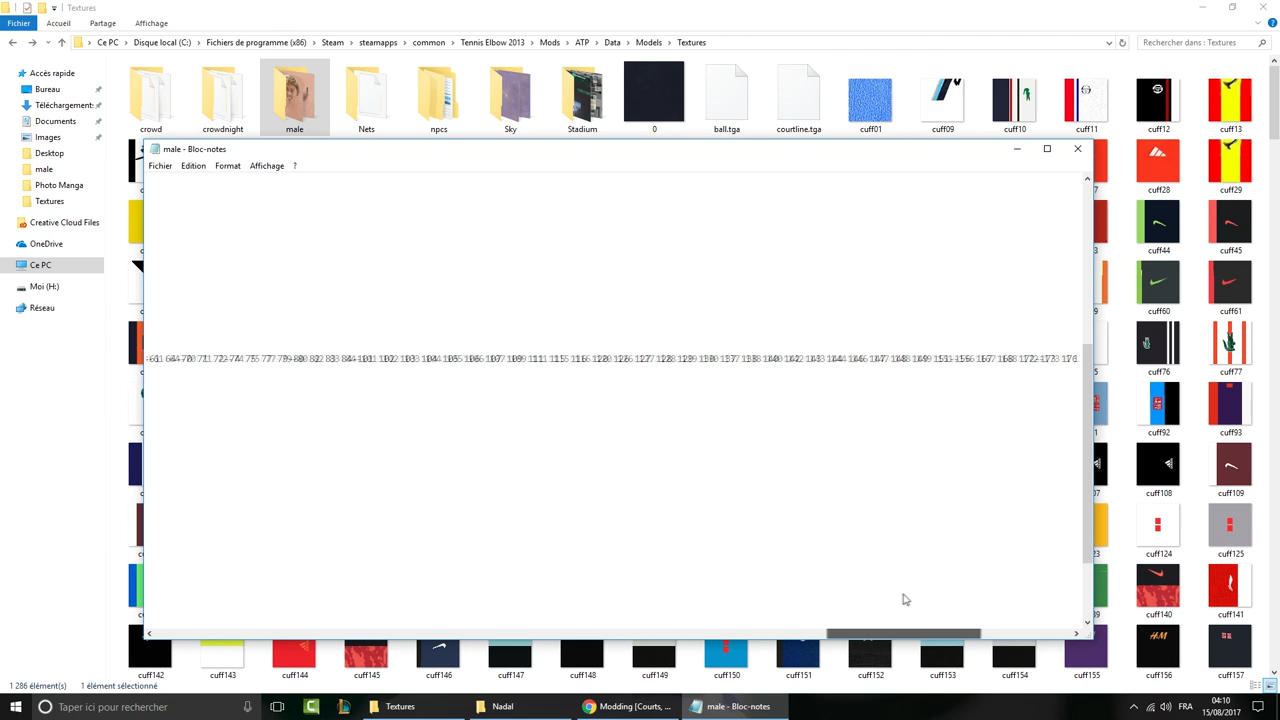 Textures
Fichier Accueil Partage Affichage
Ce PC Disque local (C:) Fichiers de programme (x86) Steam steamapps common Tennis Elbow 2013 Mods ATP Data Models Textures
Rechercher dans : Textures
Accès rapide
Bureau
Téléchargement:
Documents
Images
Desktop
male
Photo Manga
Textures
Creative Cloud Files
OneDrive
Ce PC
Moi (H:)
Réseau
crowd crowdnight male Nets npcs Sky Stadium 0 ball.tga courtline.tga cuff01 cuff09 cuff10 cuff11 cuff12 cuff13
male - Bloc-notes
Fichier Edition Format Affichage ?
cuff28 cuff29
cuff44 cuff45
cuff60 cuff61
cuff76 cuff77
cuff92 cuff93
cuff108 cuff109
cuff124 cuff125
cuff140 cuff141
cuff142 cuff143 cuff144 cuff145 cuff146 cuff147 cuff148 cuff149 cuff150 cuff151 cuff152 cuff153 cuff154 cuff155 cuff156 cuff157
H&M
1 286 élément(s) 1 élément sélectionné
Taper ici pour rechercher
Textures
Nadal
Modding [Courts, ...
male - Bloc-notes
FRA
04:10
15/08/2017